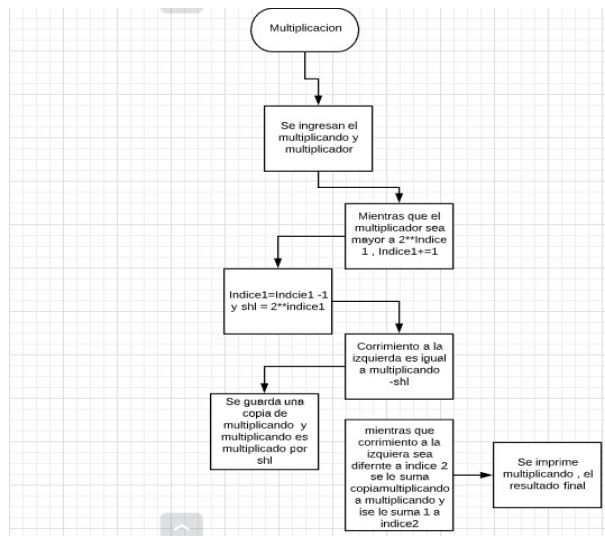 Multiplicacion
Se ingresan el
multiplicando y
multiplicador
Mientras que el
multiplicador sea
mayor a 2**Indice
1 , Indice1+=1
Indice1=Indcie1 -1
y shl = 2**indice1
Corrimiento a la
izquierda es igual
a multiplicando
-shl
Se guarda una
copia de
multiplicando y
multiplicando es
multiplicado por
shl
mientras que
corrimiento a la
izquiera sea
difernte a indice 2
se le suma
copiamultiplicando
a multiplicando y
ise le suma 1 a
indice2
Se imprime
multiplicando , el
resultado final